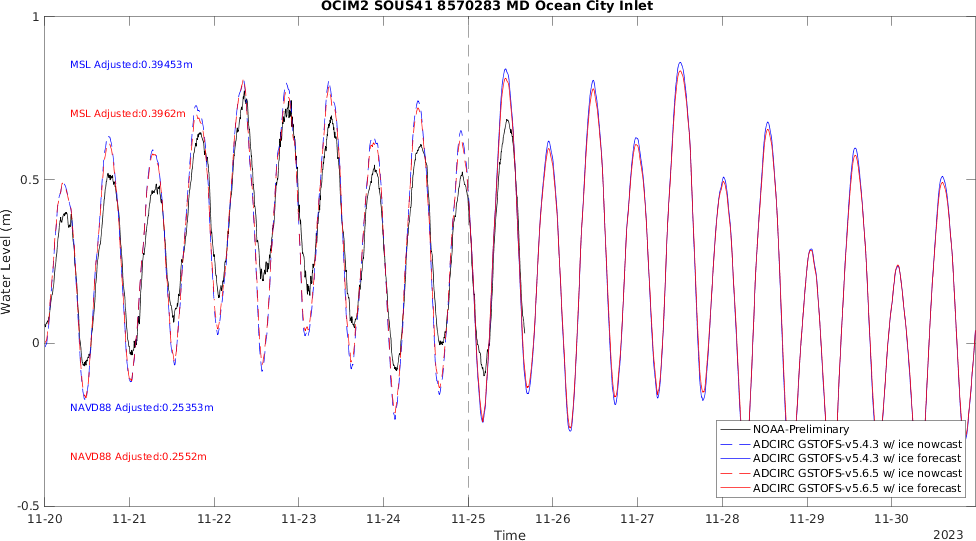 OCIM2 SOUS41 8570283 MD Ocean City Inlet
1
MSL Adjusted:0.39453m
MSL Adjusted:0.3962m
0.5
Water Level (m)
0
NAVD88 Adjusted:0.25353m
NAVD88 Adjusted:0.2552m
NOAA-Preliminary
ADCIRC GSTOFS-v5.4.3 w/ ice nowcast
ADCIRC GSTOFS-v5.4.3 w/ ice forecast
ADCIRC GSTOFS-v5.6.5 w/ ice nowcast
ADCIRC GSTOFS-v5.6.5 w/ ice forecast
-0.5
11-20 11-21 11-22 11-23 11-24 11-25 11-26 11-27 11-28 11-29 11-30
Time
2023